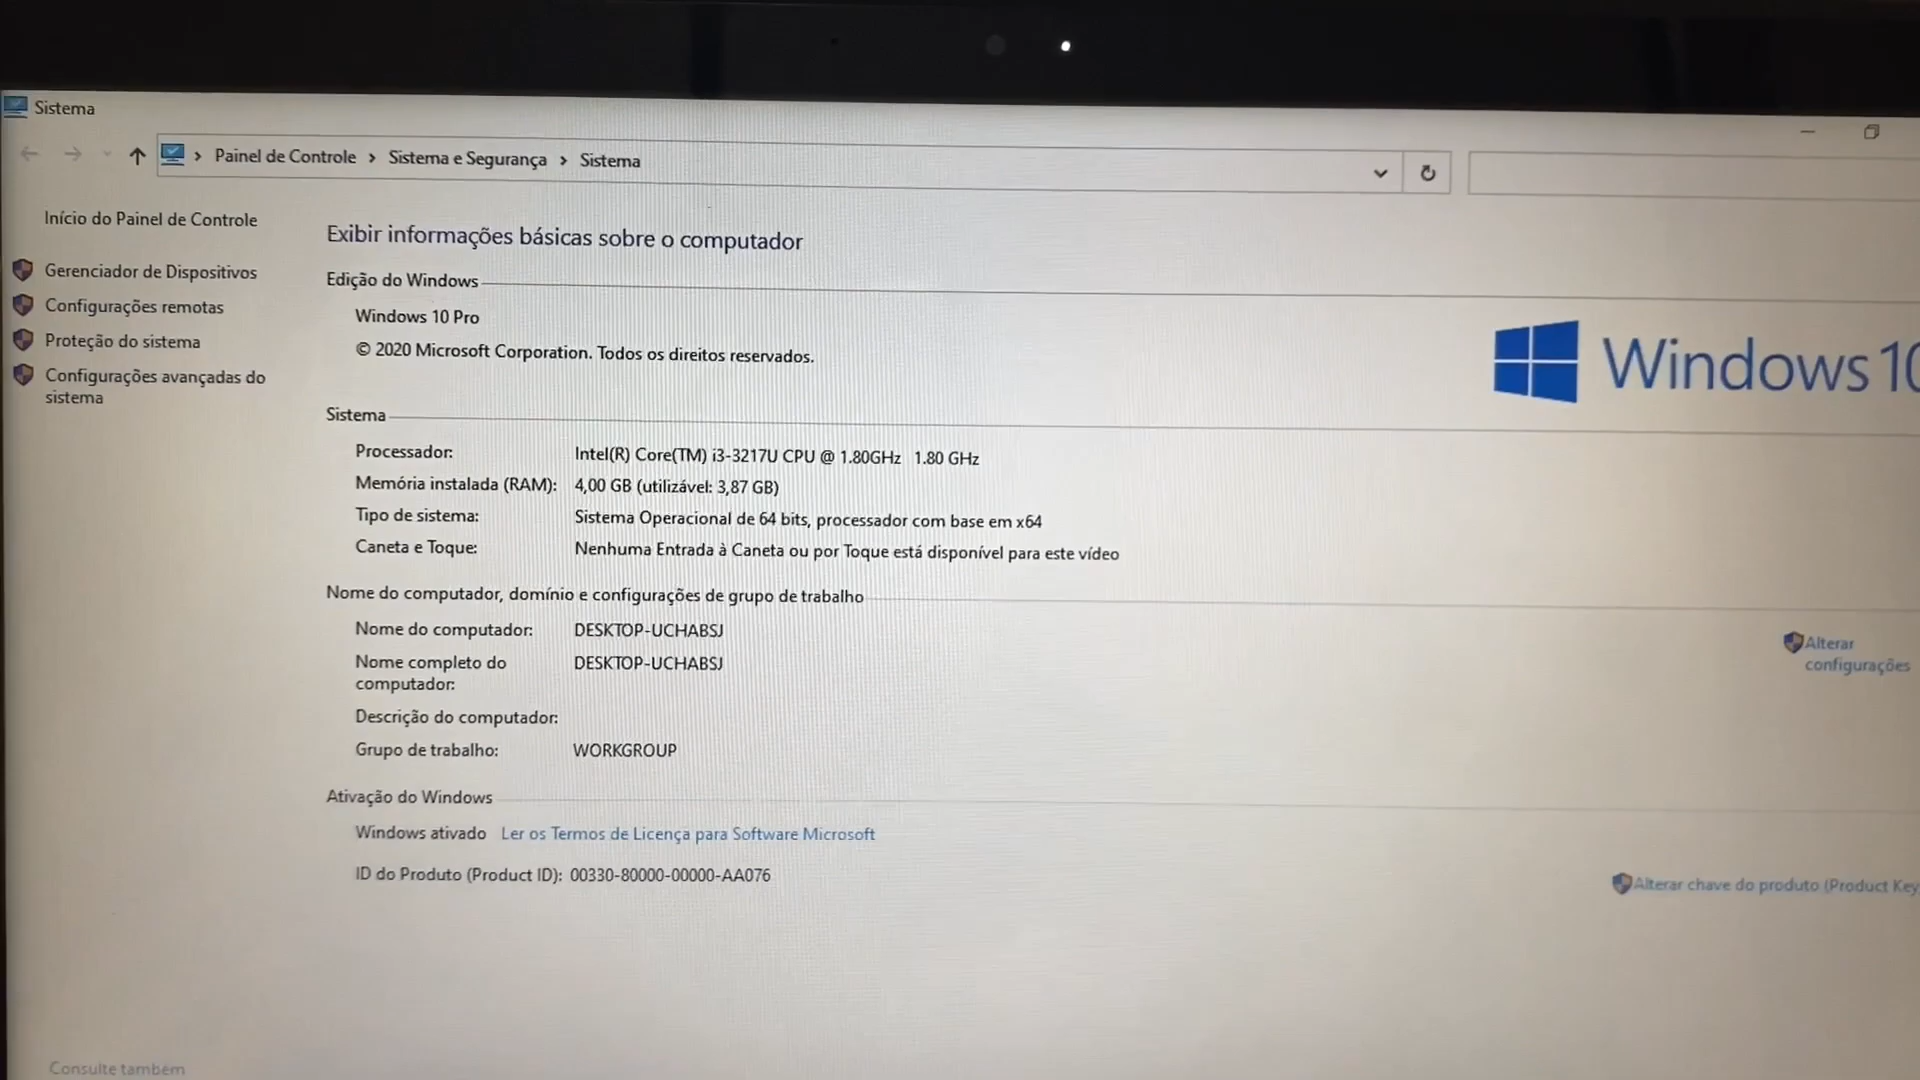 Sistema
Painel de Controle > Sistema e Segurança > Sistema
Início do Painel de Controle
Gerenciador de Dispositivos
Configurações remotas
Proteção do sistema
Configurações avançadas do
sistema
Exibir informações básicas sobre o computador
Edição do Windows
Windows 10 Pro
© 2020 Microsoft Corporation. Todos os direitos reservados.
Windows 10
Sistema
Processador: Intel(R) Core(TM) i3-3217U CPU @ 1.80GHz 1.80 GHz
Memória instalada (RAM): 4,00 GB (utilizável: 3,87 GB)
Tipo de sistema: Sistema Operacional de 64 bits, processador com base em x64
Caneta e Toque: Nenhuma Entrada à Caneta ou por Toque está disponível para este vídeo
Nome do computador, domínio e configurações de grupo de trabalho
Nome do computador: DESKTOP-UCHABSJ
Alterar
configurações
Nome completo do DESKTOP-UCHABSJ
computador:
Descrição do computador:
Grupo de trabalho: WORKGROUP
Ativação do Windows
Windows ativado Ler os Termos de Licença para Software Microsoft
ID do Produto (Product ID): 00330-80000-00000-AA076
Alterar chave do produto (Product Key
Consulte também